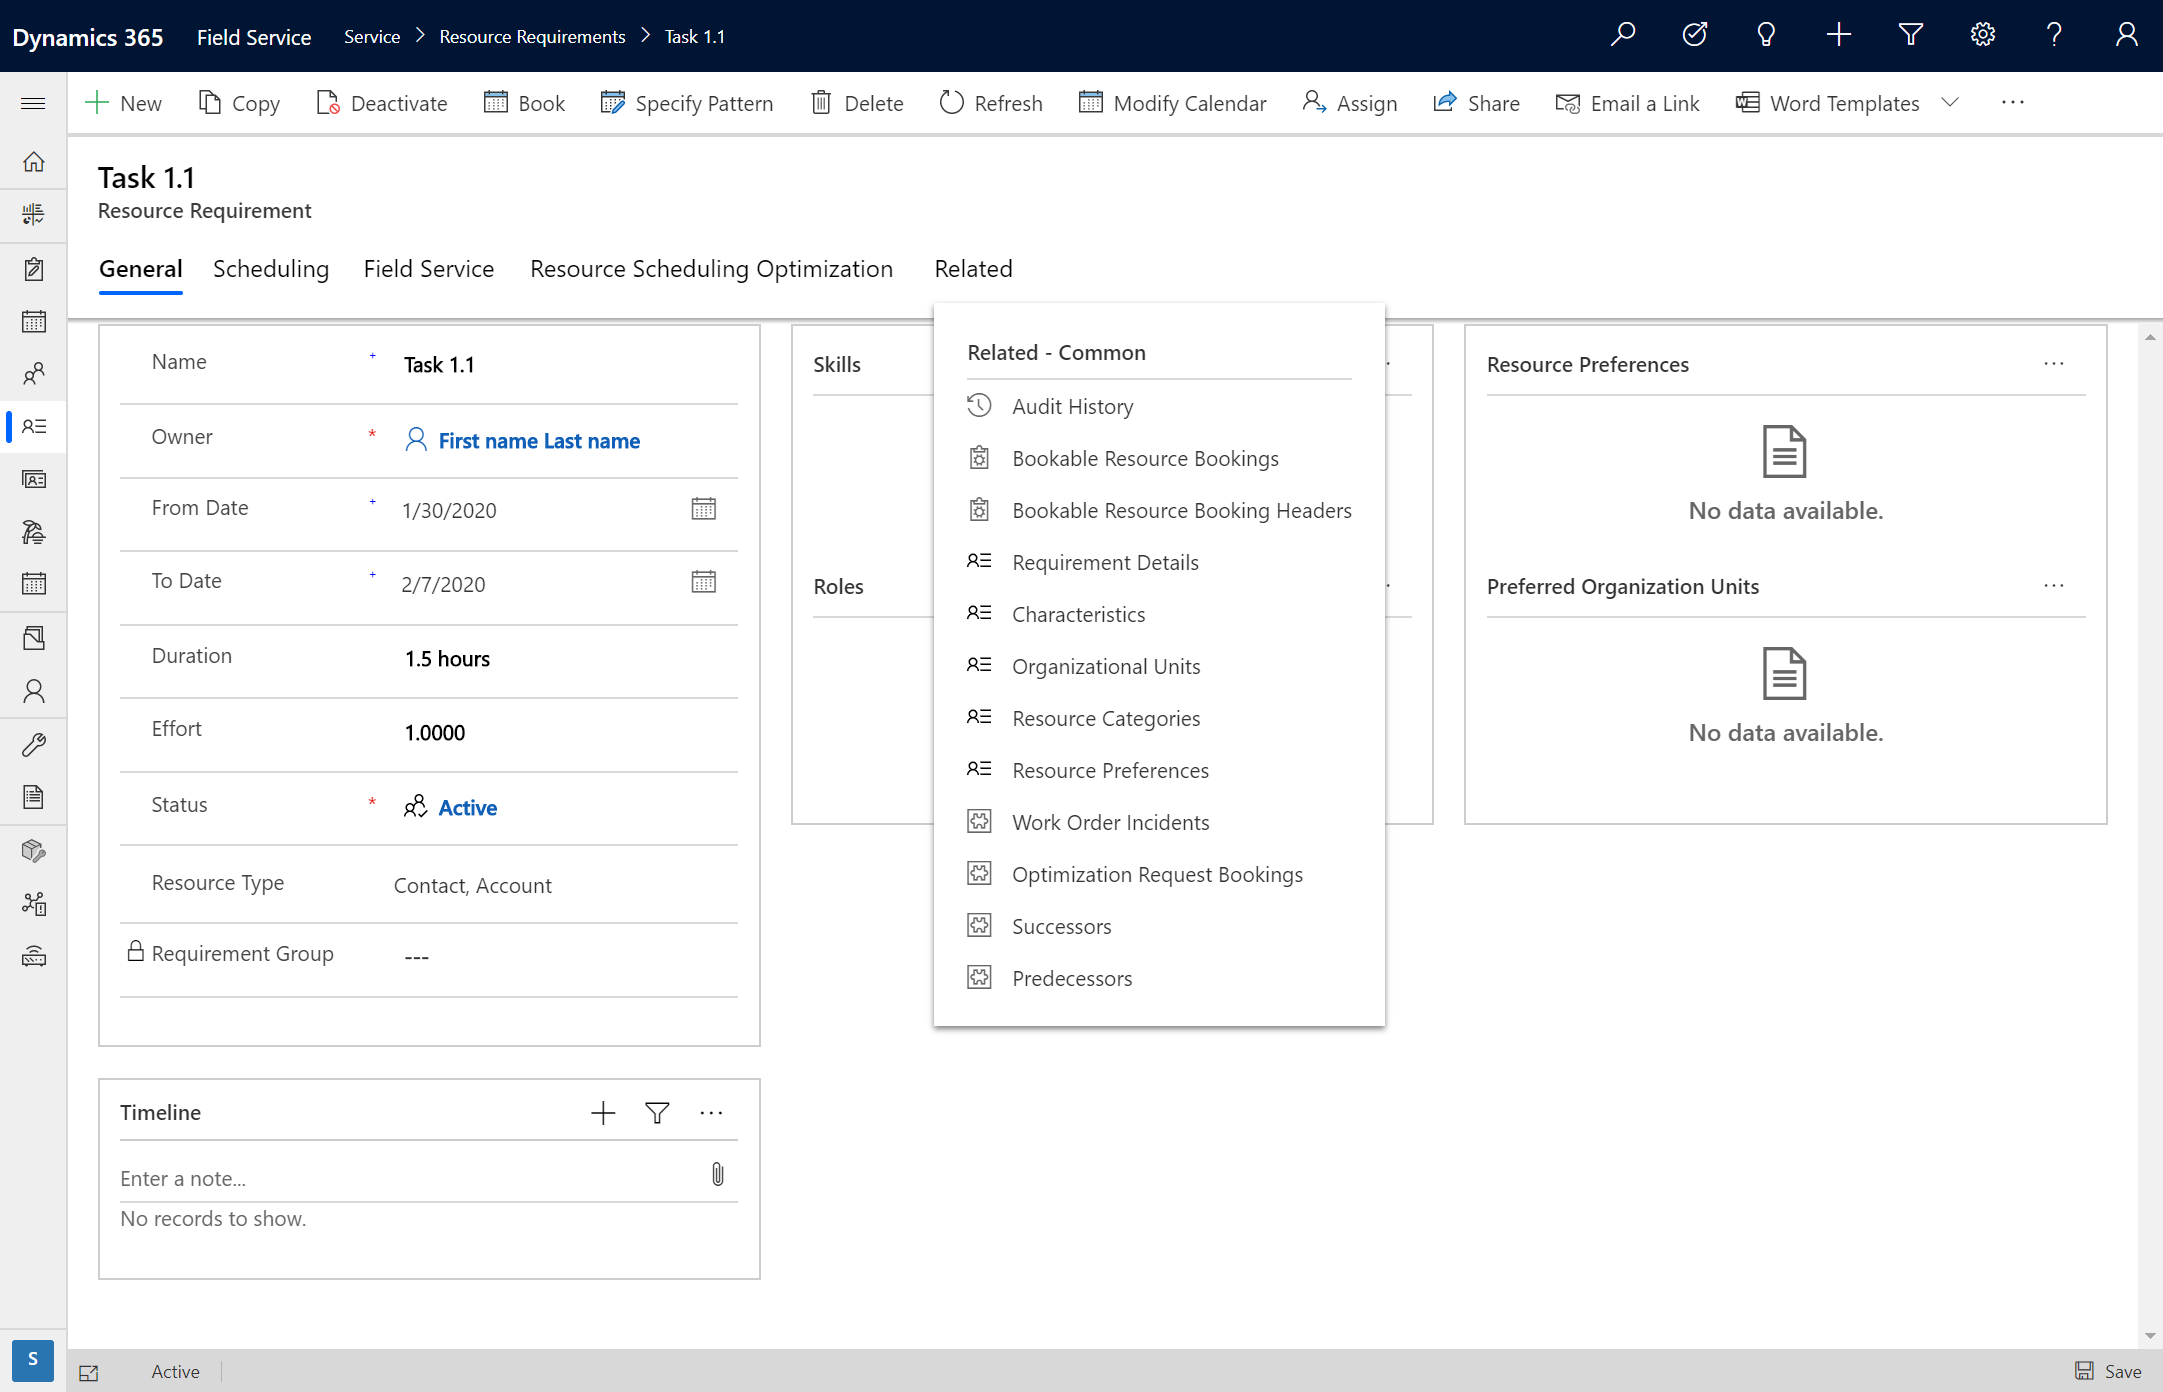 Dynamics 365 Field Service Service Resource Requirements Task 1.1
New Copy Deactivate Book Specify Pattern Delete Refresh Modify Calendar Assign Share Email a Link Word Templates
Task 1.1
Resource Requirement
General Scheduling Field Service Resource Scheduling Optimization Related
Name + Task 1.1
Owner * First name Last name
From Date + 1/30/2020
To Date + 2/7/2020
Duration 1.5 hours
Effort 1.0000
Status * Active
Resource Type Contact, Account
Requirement Group ---
Timeline
Enter a note...
No records to show.
Skills
Roles
Related - Common
Audit History
Bookable Resource Bookings
Bookable Resource Booking Headers
Requirement Details
Characteristics
Organizational Units
Resource Categories
Resource Preferences
Work Order Incidents
Optimization Request Bookings
Successors
Predecessors
Resource Preferences
No data available.
Preferred Organization Units
No data available.
S
Active
Save